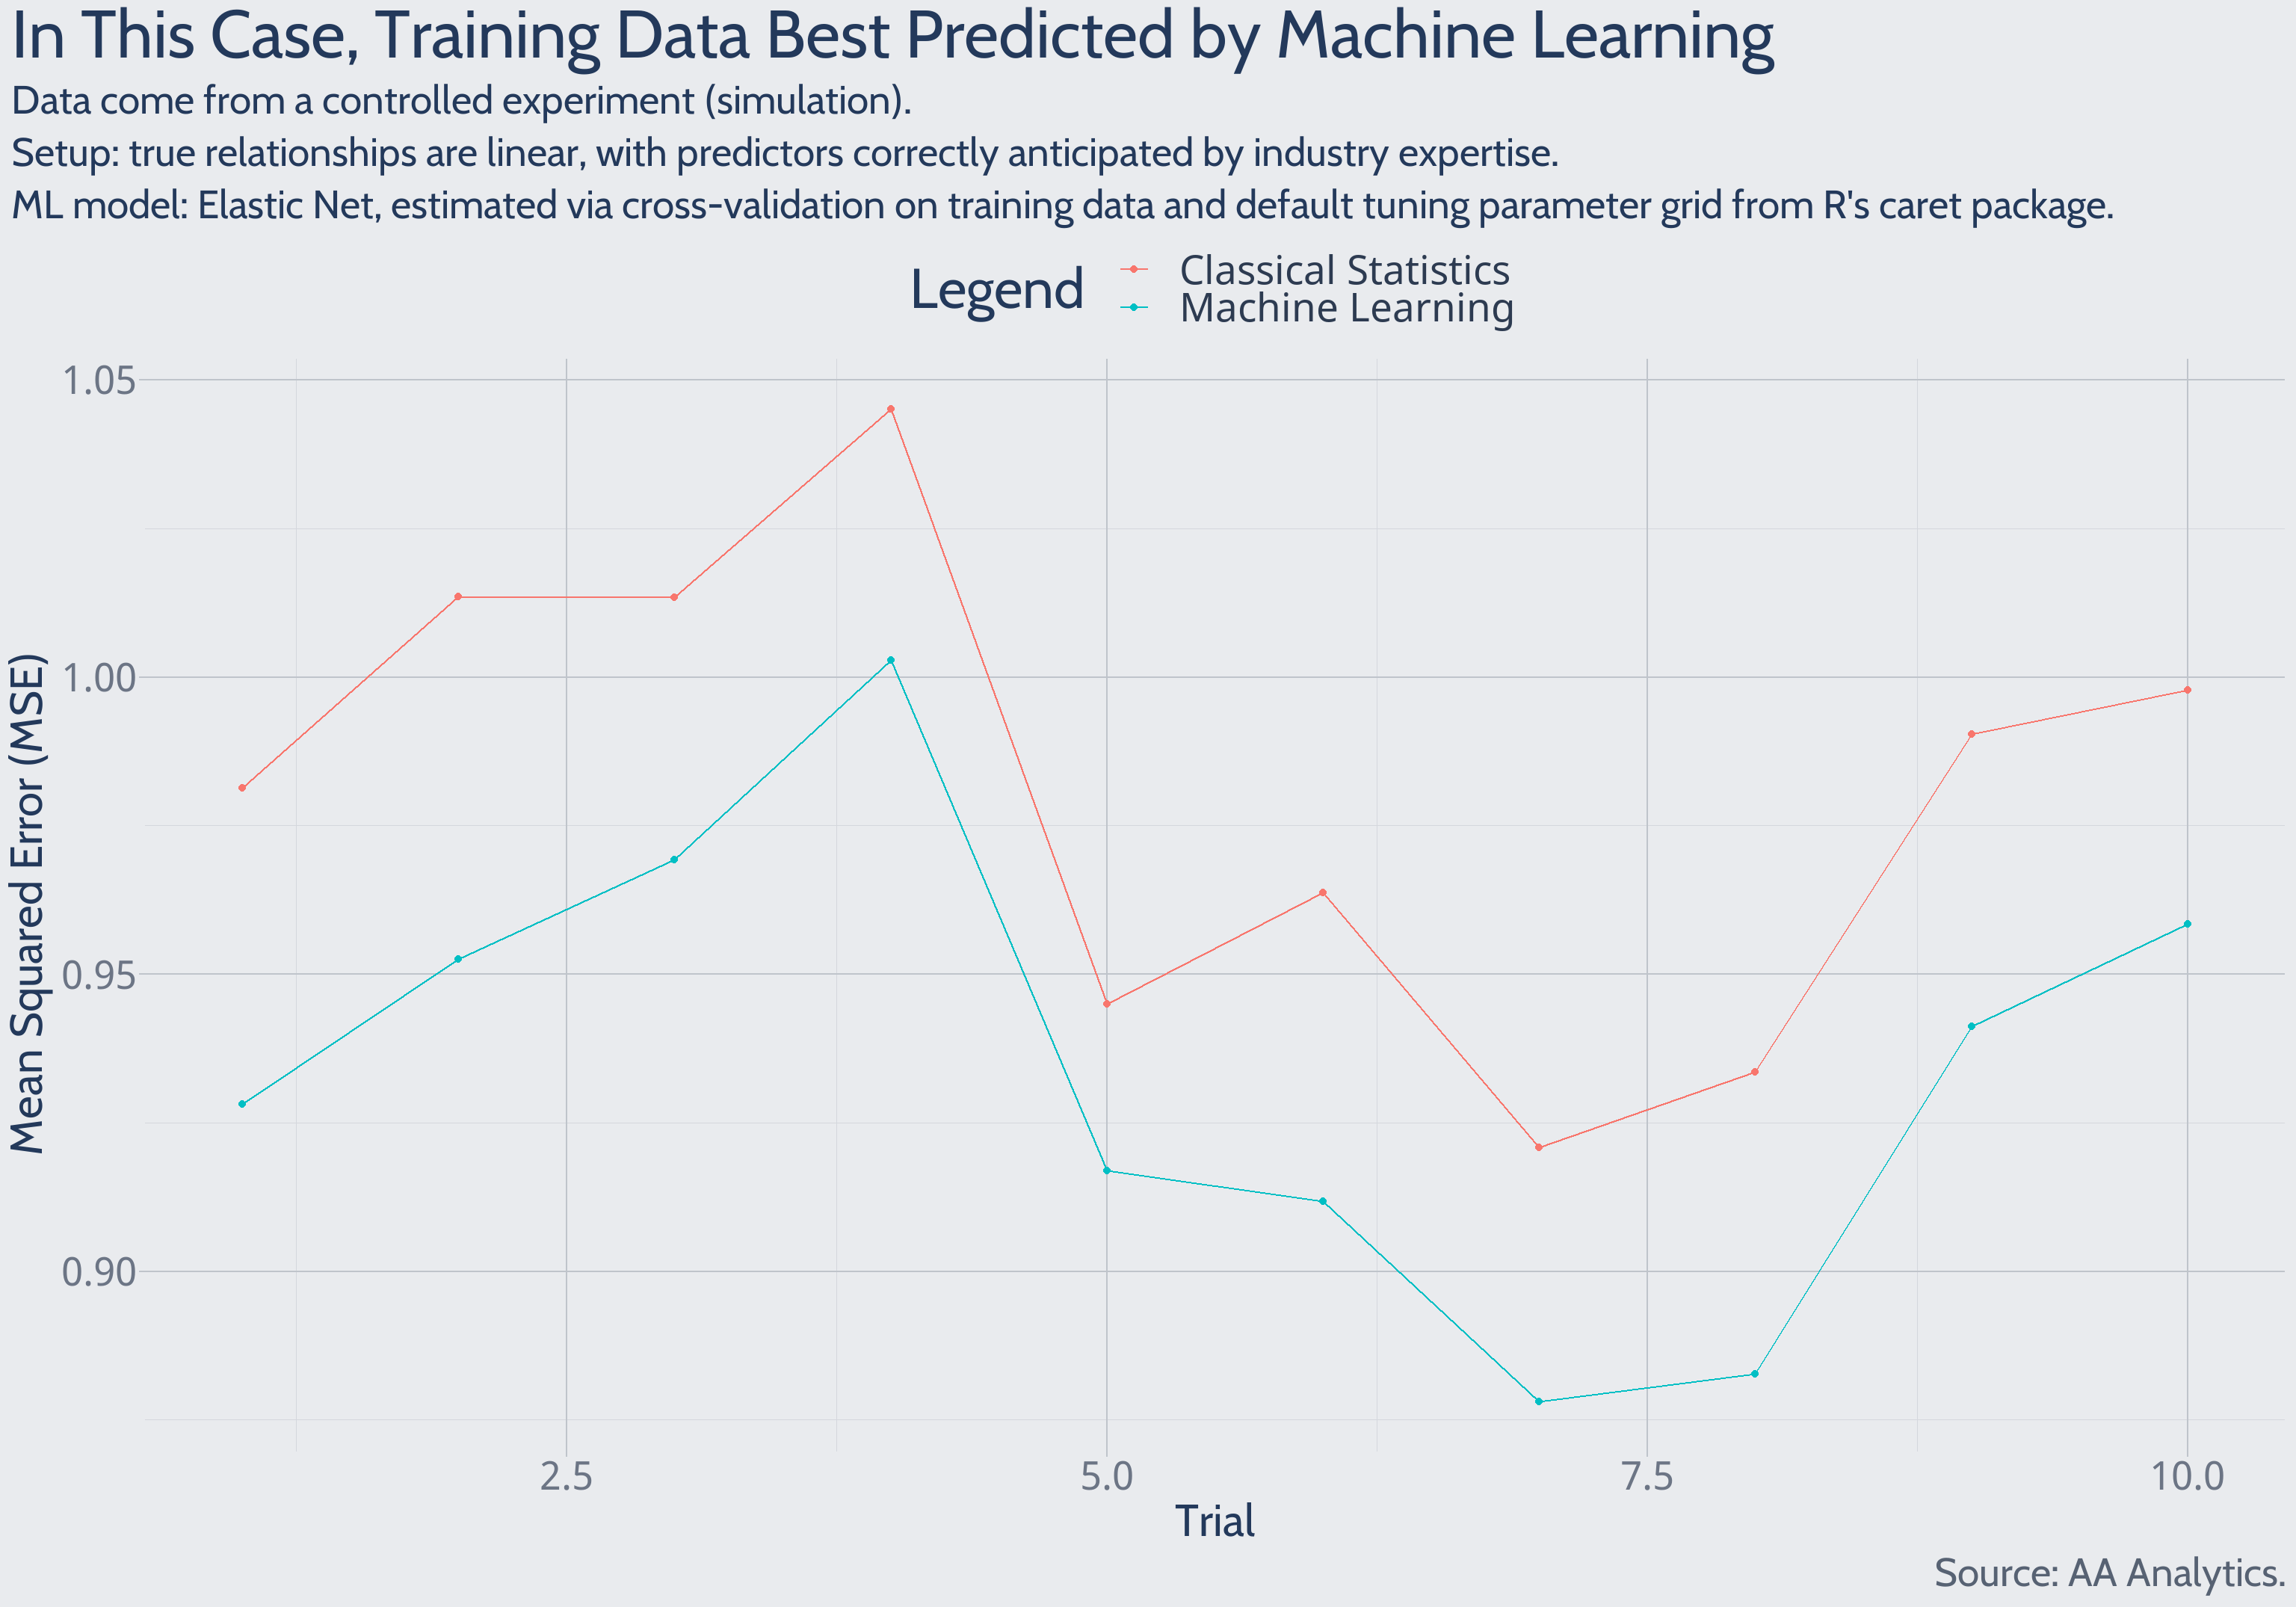 In This Case, Training Data Best Predicted by Machine Learning
Data come from a controlled experiment (simulation).
Setup: true relationships are linear, with predictors correctly anticipated by industry expertise.
ML model: Elastic Net, estimated via cross-validation on training data and default tuning parameter grid from R's caret package.
Legend
Classical Statistics
Machine Learning
Mean Squared Error (MSE)
1.05
1.00
0.95
0.90
2.5 5.0 7.5 10.0
Trial
Source: AA Analytics.